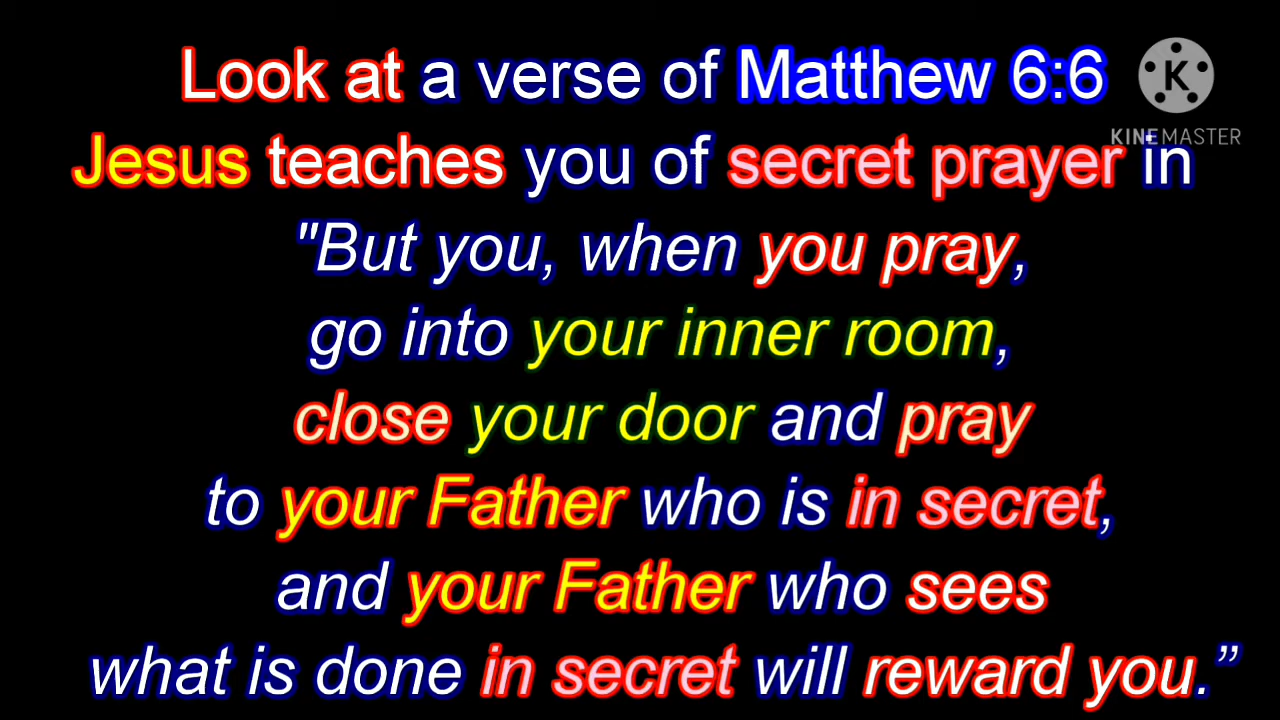 Look at a verse of Matthew 6:6
K
KINEMASTER
Jesus teaches you of secret prayer in
"But you, when you pray,
go into your inner room,
close your door and pray
to your Father who is in secret,
and your Father who sees
what is done in secret will reward you.”